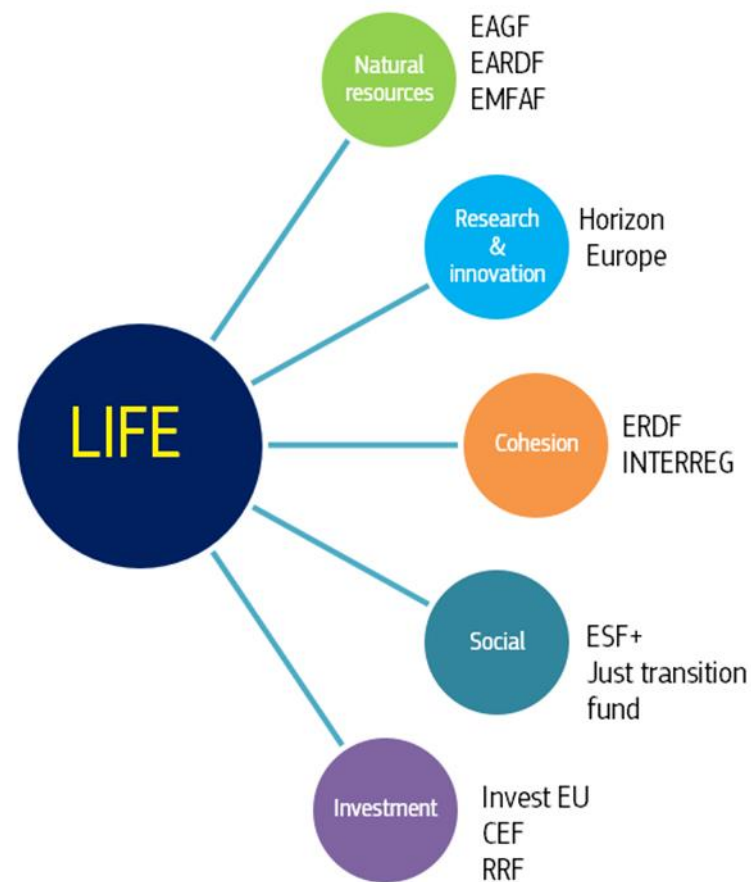 LIFE
Natural
resources
EAGF
EARDF
EMFAF
Research
&
innovation
Horizon
Europe
Cohesion
ERDF
INTERREG
Social
ESF+
Just transition
fund
Investment
Invest EU
CEF
RRF